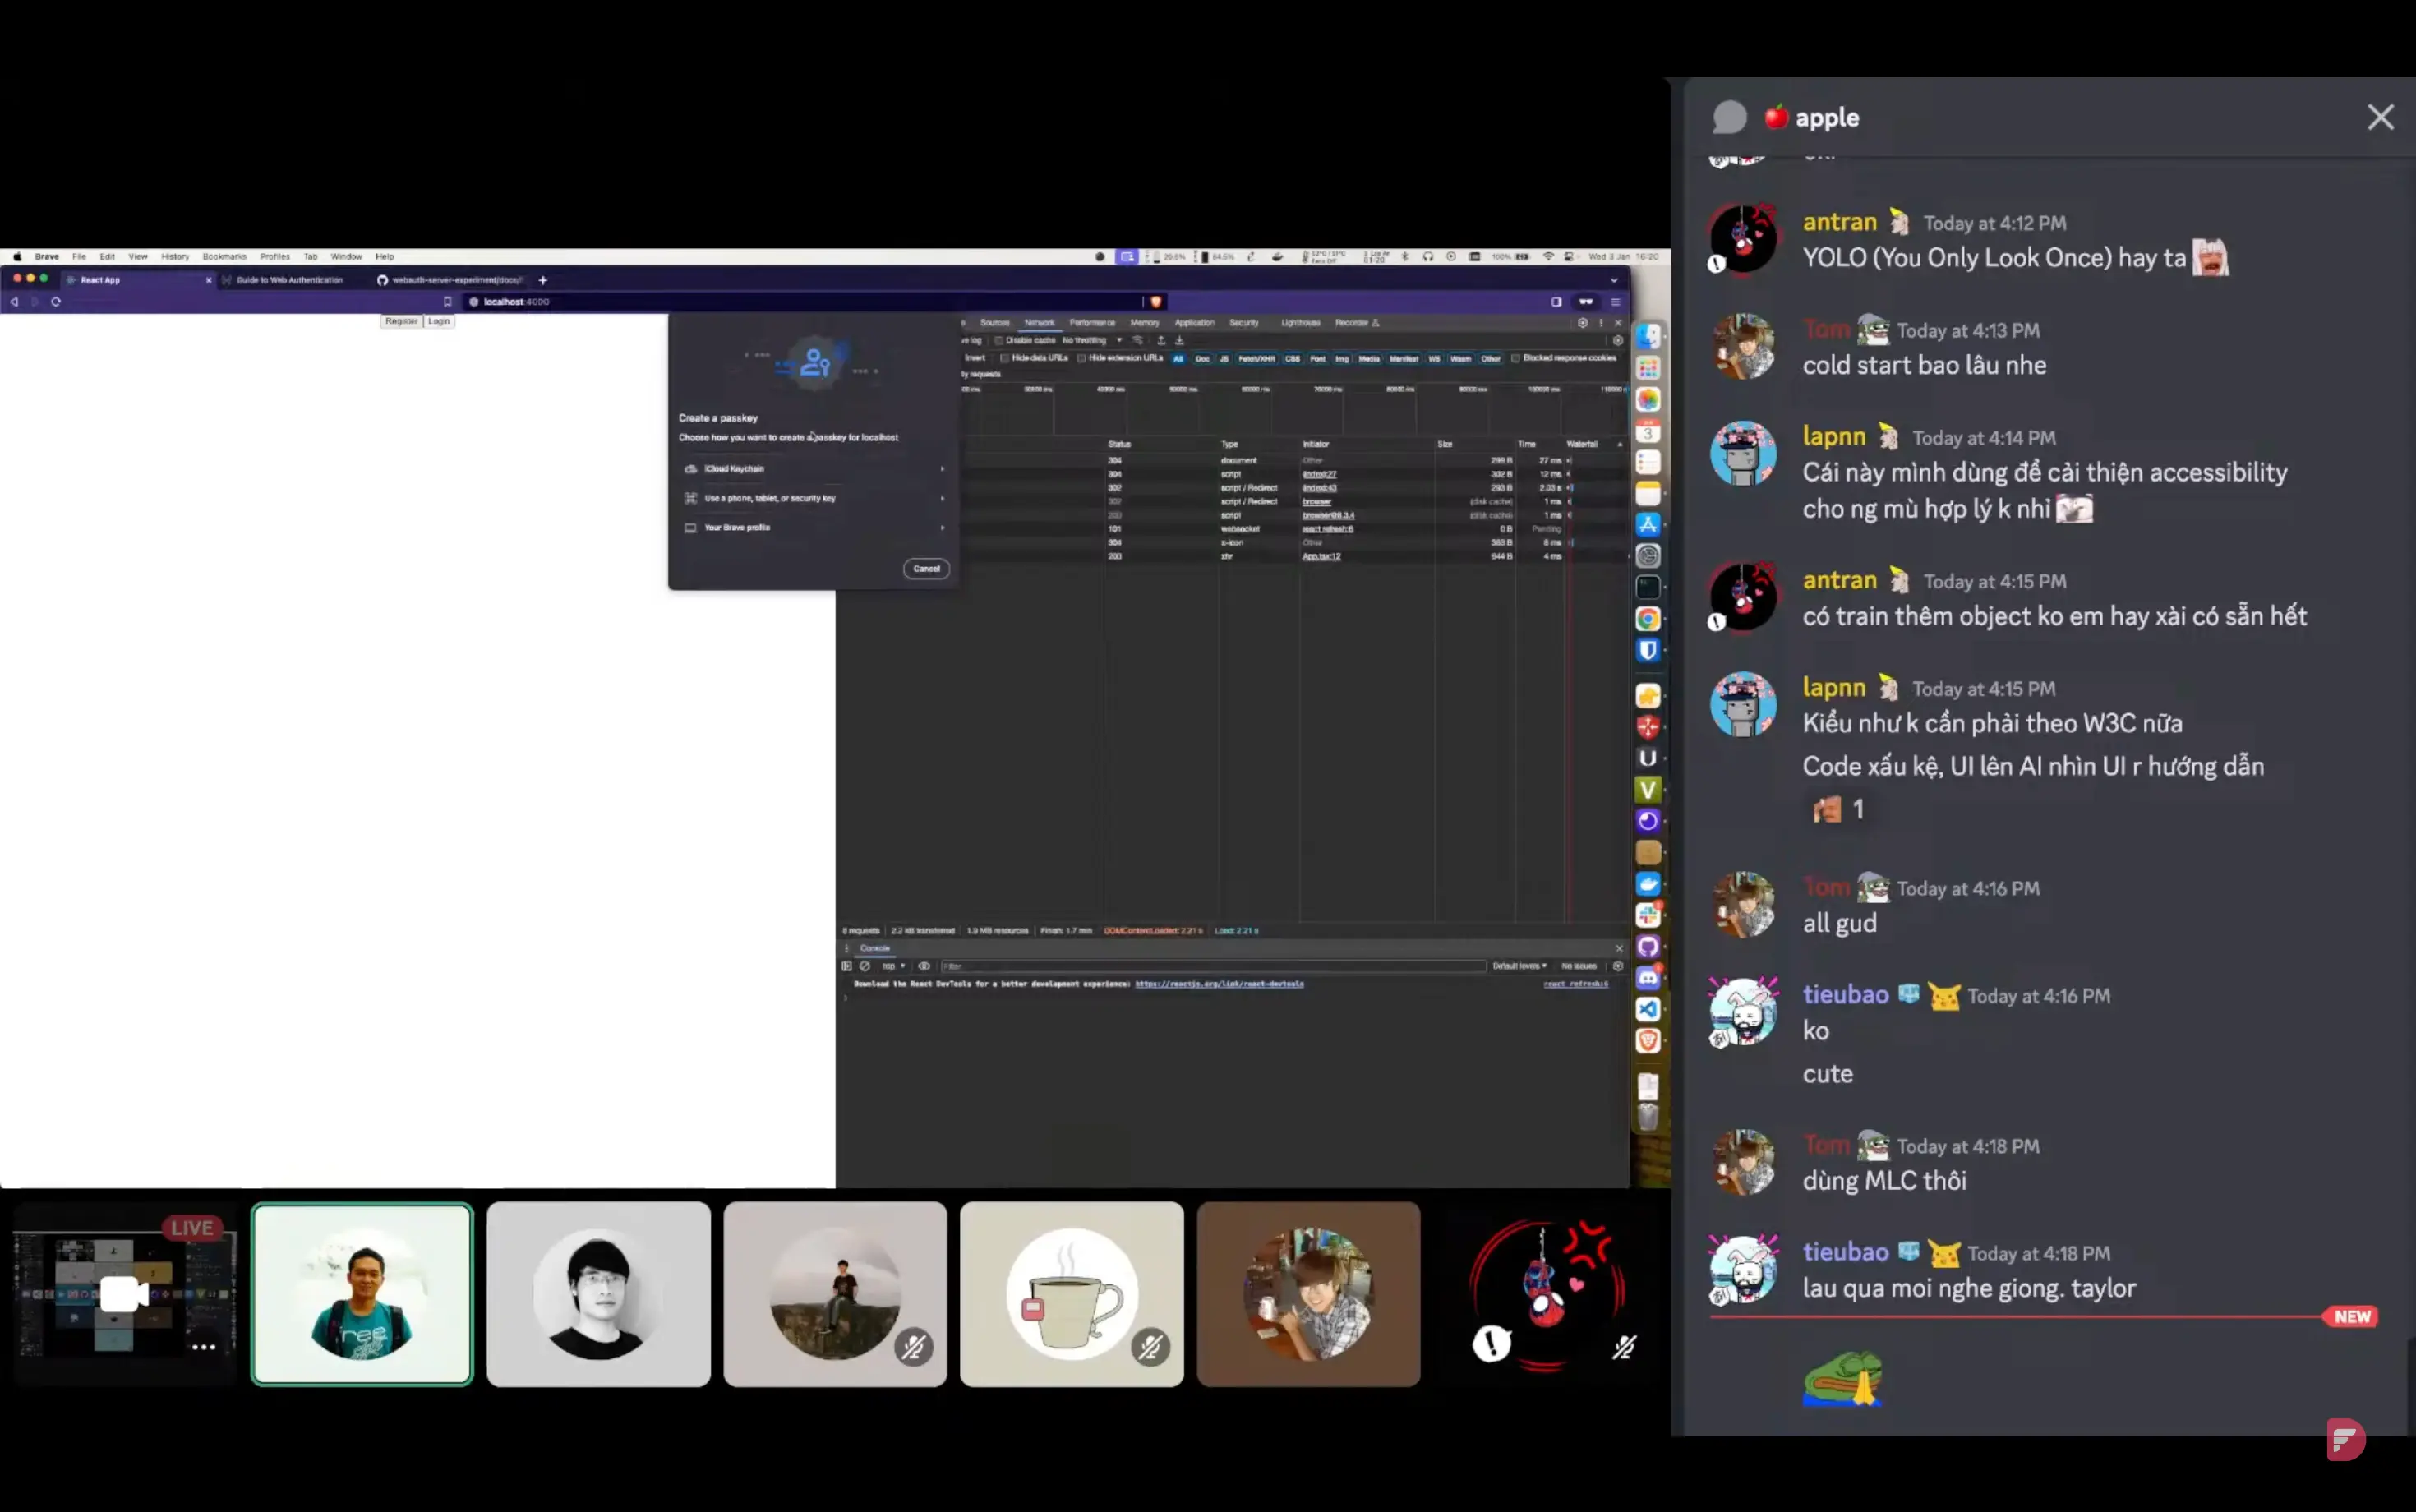 Brave File Edit View History Bookmarks Profiles Tab Window Help
Wed 3 Jan 16:20
React App
Guide to Web Authentication
localhost:4000
Register Login
Create a passkey
Choose how you want to create a passkey for localhost
iCloud Keychain
Use a phone, tablet, or security key
Your Brave profile
Cancel
Sources Network Performance Memory Application Security Lighthouse Recorder
Disable cache No throttling
Invert Hide data URLs Hide extension URLs All Doc JS Fetch/XHR CSS Font Img Media Manifest WS Wasm Other Blocked response cookies
Status Type Initiator Size Time Waterfall
304 document Other 299 B 27 ms
304 script (index):27 302 B 12 ms
302 script / Redirect (index):43 293 B 2.03 s
302 script / Redirect browser (disk cache) 1 ms
200 script browser@8.3.4 (disk cache) 1 ms
101 websocket react refresh:6 0 B Pending
304 x-icon Other 363 B 8 ms
200 xhr App.tsx:12 944 B 4 ms
8 requests 2.2 kB transferred 1.9 MB resources Finish: 1.7 min DOMContentLoaded: 2.21 s Load: 2.21 s
Console
top Filter Default levels No Issues
Download the React DevTools for a better development experience: https://reactjs.org/link/react-devtools react refresh:6
LIVE
apple
antran Today at 4:12 PM
YOLO (You Only Look Once) hay ta
Tom Today at 4:13 PM
cold start bao lâu nhe
lapnn Today at 4:14 PM
Cái này mình dùng để cải thiện accessibility
cho ng mù hợp lý k nhỉ
antran Today at 4:15 PM
có train thêm object ko em hay xài có sẵn hết
lapnn Today at 4:15 PM
Kiểu như k cần phải theo W3C nữa
Code xấu kệ, UI lên AI nhìn UI r hướng dẫn
1
Tom Today at 4:16 PM
all gud
tieubao Today at 4:16 PM
ko
cute
Tom Today at 4:18 PM
dùng MLC thôi
tieubao Today at 4:18 PM
lau qua moi nghe giong. taylor
NEW